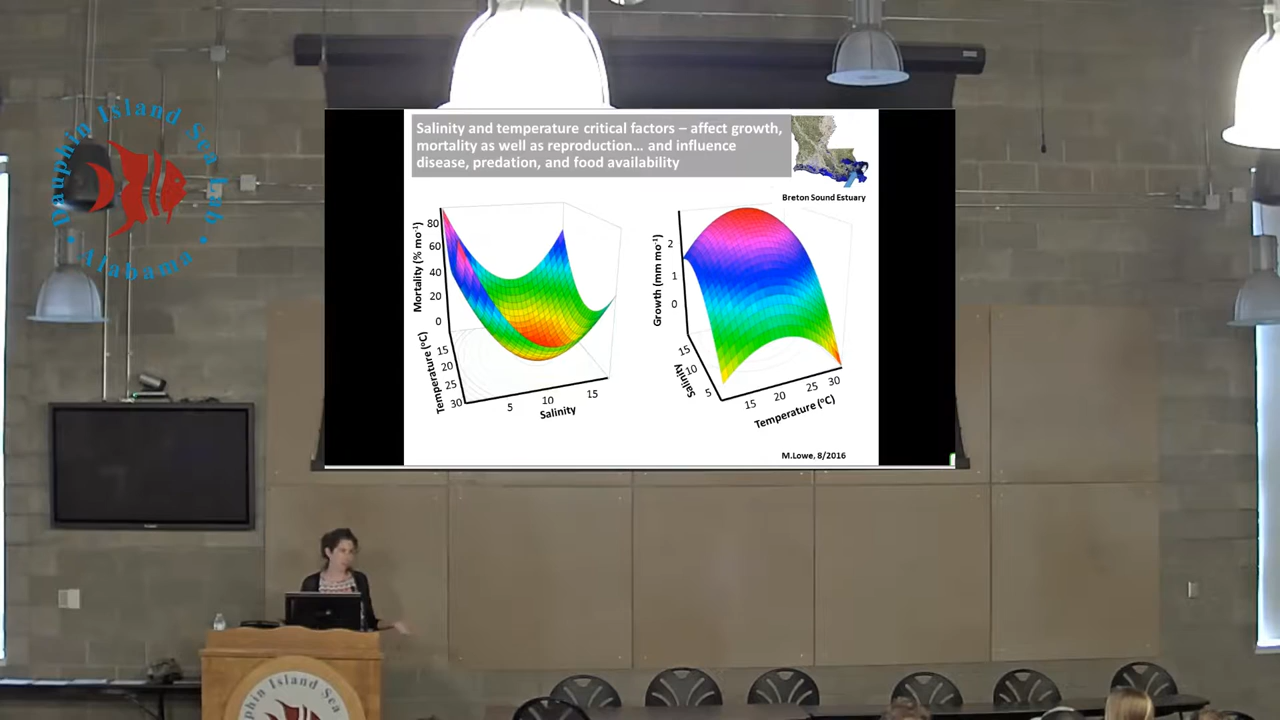 Dauphin Island Sea Lab
Alabama
Salinity and temperature critical factors – affect growth,
mortality as well as reproduction… and influence
disease, predation, and food availability
Breton Sound Estuary
Mortality (% mo⁻¹)
80
60
40
20
0
Temperature (°C)
15
20
25
30
5
10
15
Salinity
Growth (mm mo⁻¹)
2
1
0
Salinity
15
10
5
15
20
25
30
Temperature (°C)
M.Lowe, 8/2016
Dauphin Island Sea